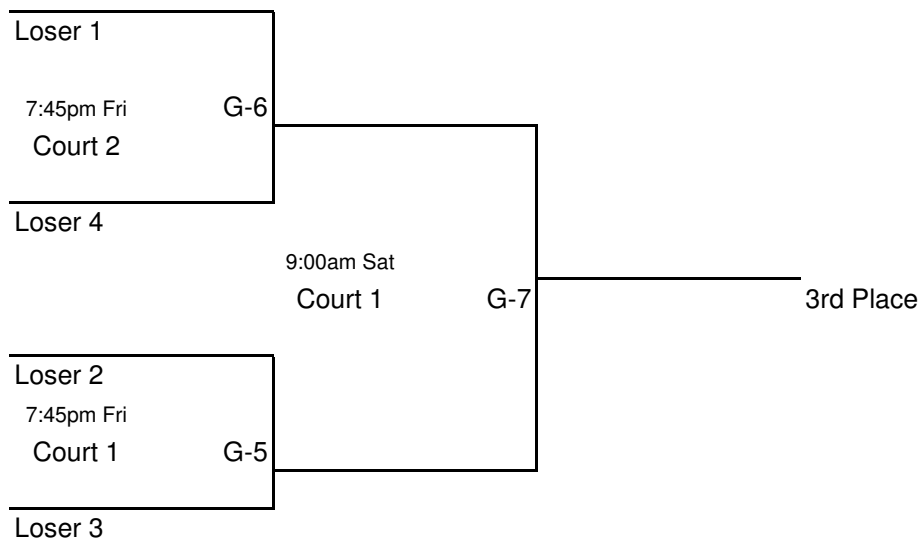 Loser 1
7:45pm Fri G-6
Court 2
Loser 4
9:00am Sat
Court 1 G-7 3rd Place
Loser 2
7:45pm Fri
Court 1 G-5
Loser 3